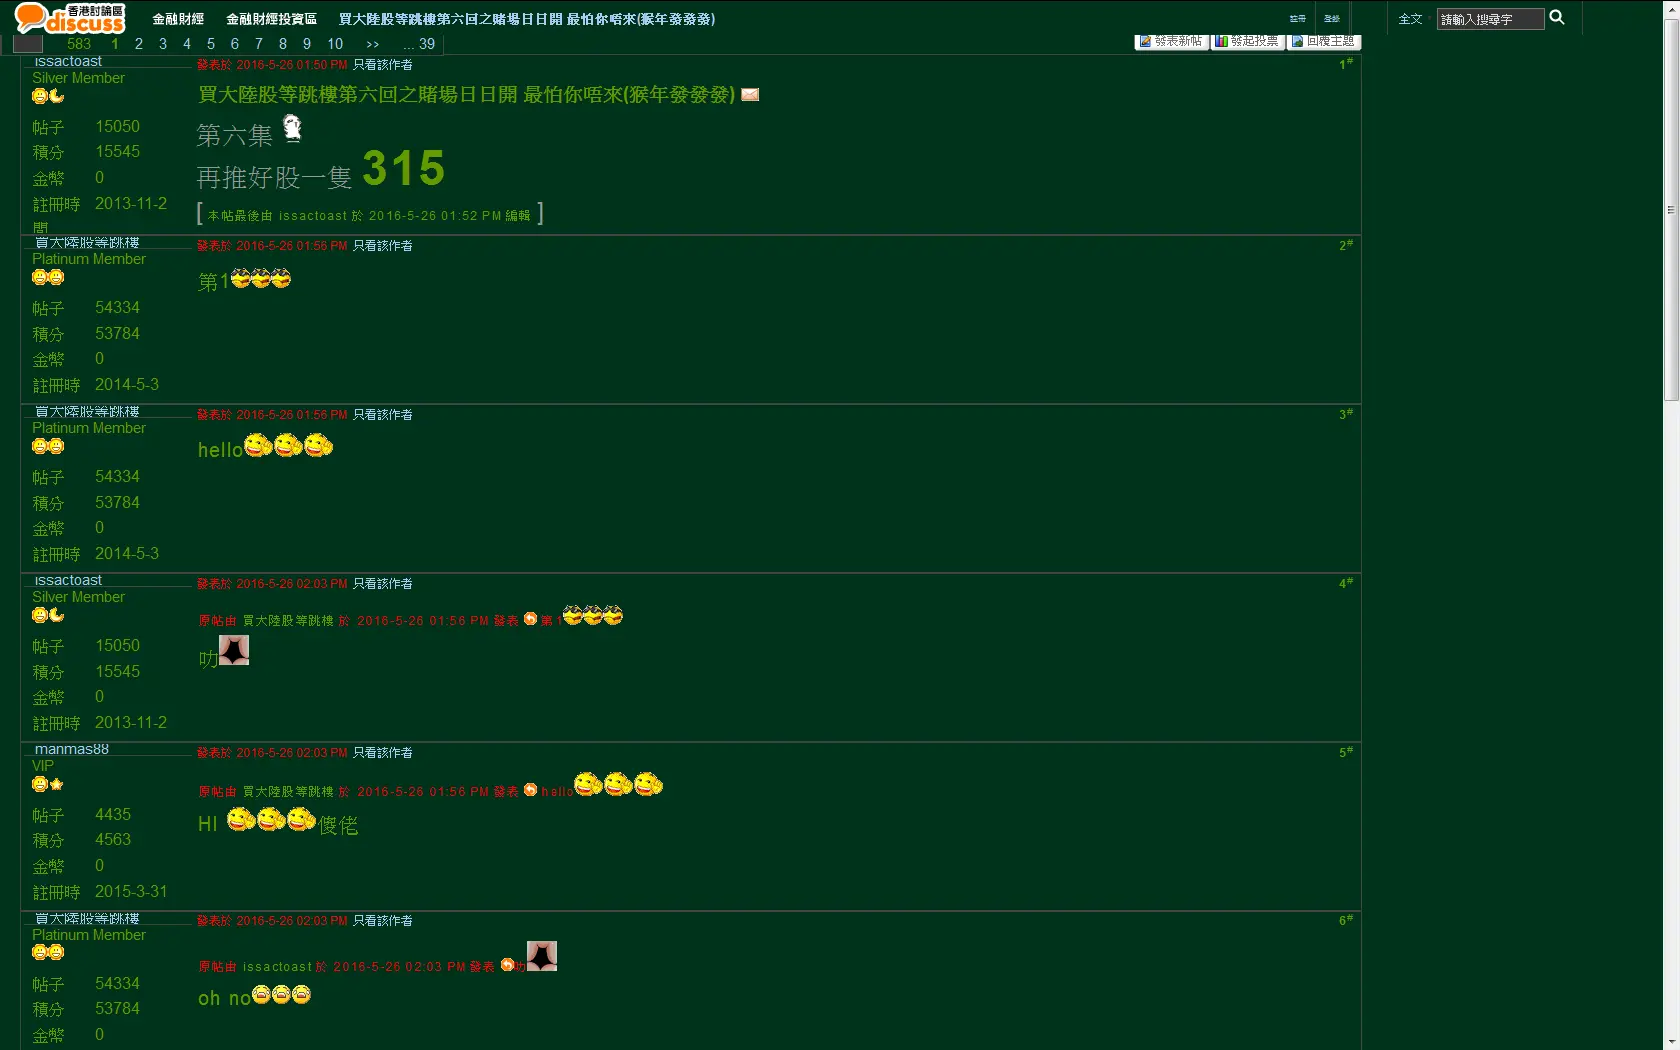 香港討論區
discuss
金融財經 金融財經投資區 買大陸股等跳樓第六回之賭場日日開 最怕你唔來(猴年發發發)
註冊 登錄 全文 請輸入搜尋字
583 1 2 3 4 5 6 7 8 9 10 >> ... 39
發表新帖 發起投票 回覆主題
issactoast 發表於 2016-5-26 01:50 PM 只看該作者 1#
Silver Member
買大陸股等跳樓第六回之賭場日日開 最怕你唔來(猴年發發發)
帖子 15050
第六集
積分 15545
再推好股一隻 315
金幣 0
註冊時間 2013-11-2
[ 本帖最後由 issactoast 於 2016-5-26 01:52 PM 編輯 ]
買大陸股等跳樓 發表於 2016-5-26 01:56 PM 只看該作者 2#
Platinum Member
第1
帖子 54334
積分 53784
金幣 0
註冊時 2014-5-3
買大陸股等跳樓 發表於 2016-5-26 01:56 PM 只看該作者 3#
Platinum Member
hello
帖子 54334
積分 53784
金幣 0
註冊時 2014-5-3
issactoast 發表於 2016-5-26 02:03 PM 只看該作者 4#
Silver Member
原帖由 買大陸股等跳樓 於 2016-5-26 01:56 PM 發表 第1
叻
帖子 15050
積分 15545
金幣 0
註冊時 2013-11-2
manmas88 發表於 2016-5-26 02:03 PM 只看該作者 5#
VIP
原帖由 買大陸股等跳樓 於 2016-5-26 01:56 PM 發表 hello
HI 傻佬
帖子 4435
積分 4563
金幣 0
註冊時 2015-3-31
買大陸股等跳樓 發表於 2016-5-26 02:03 PM 只看該作者 6#
Platinum Member
原帖由 issactoast 於 2016-5-26 02:03 PM 發表 叻
oh no
帖子 54334
積分 53784
金幣 0